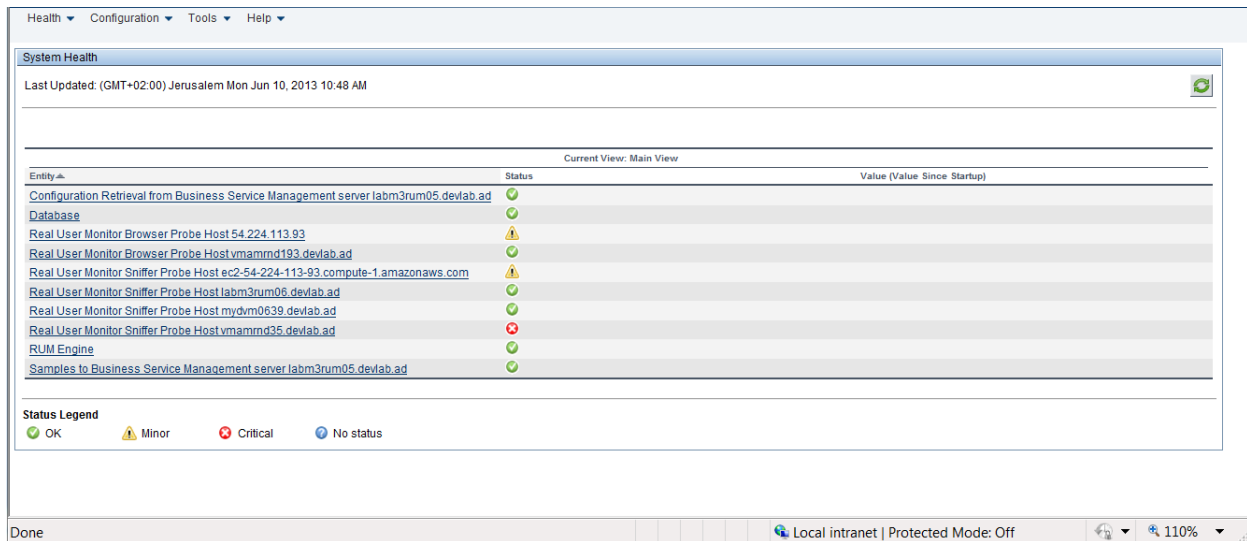 Health Configuration Tools Help
System Health
Last Updated: (GMT+02:00) Jerusalem Mon Jun 10, 2013 10:48 AM
Current View: Main View
Entity Status Value (Value Since Startup)
Configuration Retrieval from Business Service Management server labm3rum05.devlab.ad
Database
Real User Monitor Browser Probe Host 54.224.113.93
Real User Monitor Browser Probe Host vmamrnd193.devlab.ad
Real User Monitor Sniffer Probe Host ec2-54-224-113-93.compute-1.amazonaws.com
Real User Monitor Sniffer Probe Host labm3rum06.devlab.ad
Real User Monitor Sniffer Probe Host mydvm0639.devlab.ad
Real User Monitor Sniffer Probe Host vmamrnd35.devlab.ad
RUM Engine
Samples to Business Service Management server labm3rum05.devlab.ad
Status Legend
OK Minor Critical No status
Done Local intranet | Protected Mode: Off 110%